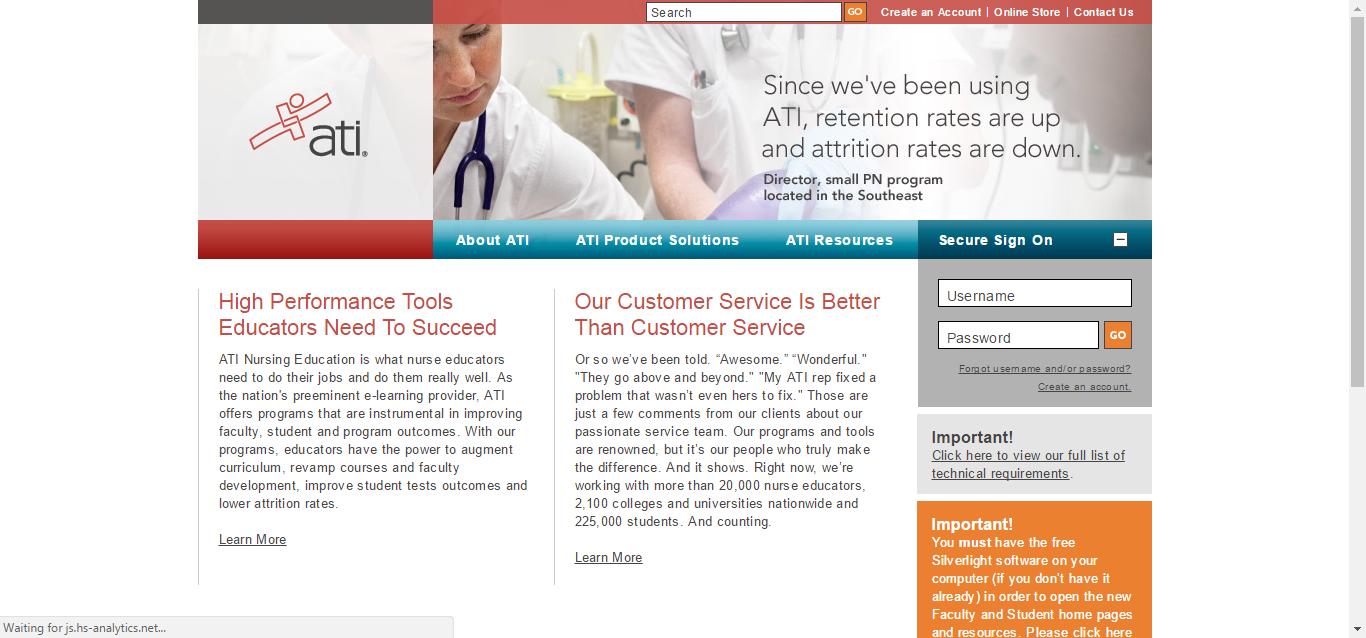 Search
GO
Create an Account | Online Store | Contact Us
ati®
Since we've been using
ATI, retention rates are up
and attrition rates are down.
Director, small PN program
located in the Southeast
About ATI
ATI Product Solutions
ATI Resources
Secure Sign On
High Performance Tools
Educators Need To Succeed
ATI Nursing Education is what nurse educators
need to do their jobs and do them really well. As
the nation's preeminent e-learning provider, ATI
offers programs that are instrumental in improving
faculty, student and program outcomes. With our
programs, educators have the power to augment
curriculum, revamp courses and faculty
development, improve student tests outcomes and
lower attrition rates.
Learn More
Our Customer Service Is Better
Than Customer Service
Or so we’ve been told. “Awesome.” “Wonderful.”
"They go above and beyond." "My ATI rep fixed a
problem that wasn’t even hers to fix." Those are
just a few comments from our clients about our
passionate service team. Our programs and tools
are renowned, but it’s our people who truly make
the difference. And it shows. Right now, we’re
working with more than 20,000 nurse educators,
2,100 colleges and universities nationwide and
225,000 students. And counting.
Learn More
Username
Password
GO
Forgot username and/or password?
Create an account.
Important!
Click here to view our full list of
technical requirements.
Important!
You must have the free
Silverlight software on your
computer (if you don’t have it
already) in order to open the new
Faculty and Student home pages
and resources. Please click here
Waiting for js.hs-analytics.net...